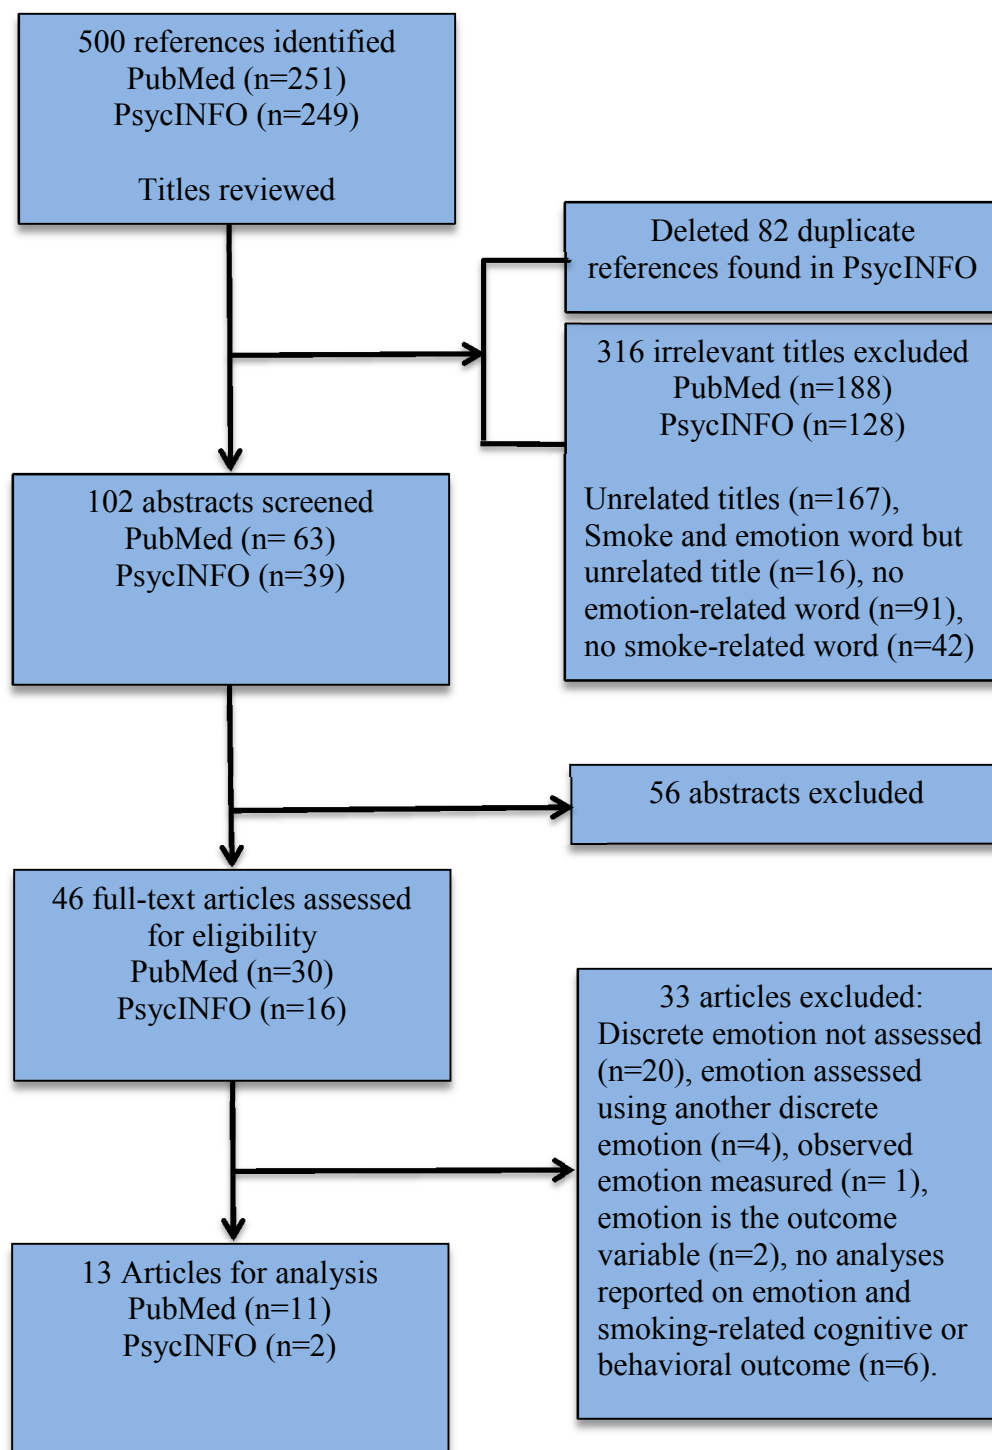 500 references identified
PubMed (n=251)
PsycINFO (n=249)
Titles reviewed
Deleted 82 duplicate
references found in PsycINFO
316 irrelevant titles excluded
PubMed (n=188)
PsycINFO (n=128)
Unrelated titles (n=167),
Smoke and emotion word but
unrelated title (n=16), no
emotion-related word (n=91),
no smoke-related word (n=42)
102 abstracts screened
PubMed (n= 63)
PsycINFO (n=39)
56 abstracts excluded
46 full-text articles assessed
for eligibility
PubMed (n=30)
PsycINFO (n=16)
33 articles excluded:
Discrete emotion not assessed
(n=20), emotion assessed
using another discrete
emotion (n=4), observed
emotion measured (n= 1),
emotion is the outcome
variable (n=2), no analyses
reported on emotion and
smoking-related cognitive or
behavioral outcome (n=6).
13 Articles for analysis
PubMed (n=11)
PsycINFO (n=2)